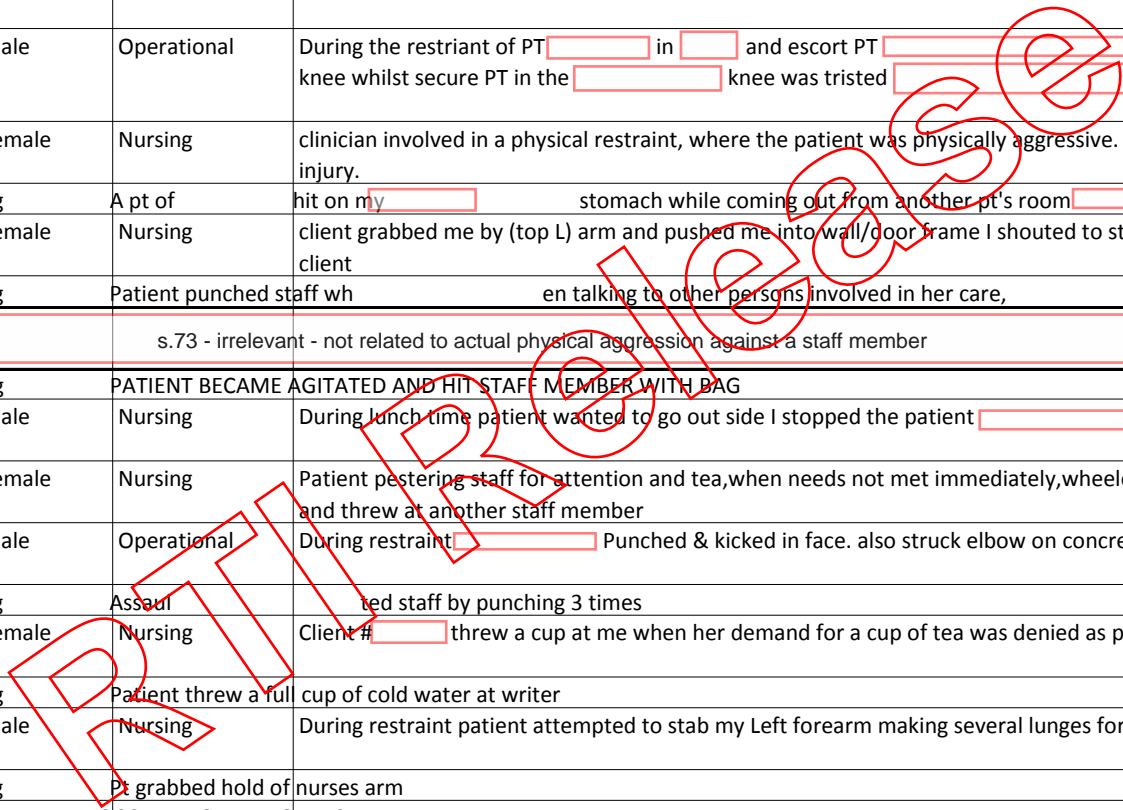 ale Operational During the restriant of PT in and escort PT
knee whilst secure PT in the knee was tristed
emale Nursing clinician involved in a physical restraint, where the patient was physically aggressive.
injury.
g A pt of hit on my stomach while coming out from another pt's room
emale Nursing client grabbed me by (top L) arm and pushed me into wall/door frame I shouted to st
client
g Patient punched staff wh en talking to other persons involved in her care,
s.73 - irrelevant - not related to actual physical aggression against a staff member
g PATIENT BECAME AGITATED AND HIT STAFF MEMBER WITH BAG
ale Nursing During lunch time patient wanted to go out side I stopped the patient
emale Nursing Patient pestering staff for attention and tea,when needs not met immediately,wheel
and threw at another staff member
ale Operational During restraint Punched & kicked in face. also struck elbow on concre
g Assaul ted staff by punching 3 times
emale Nursing Client # threw a cup at me when her demand for a cup of tea was denied as p
g Patient threw a full cup of cold water at writer
ale Nursing During restraint patient attempted to stab my Left forearm making several lunges for
g Pt grabbed hold of nurses arm
RTI Release